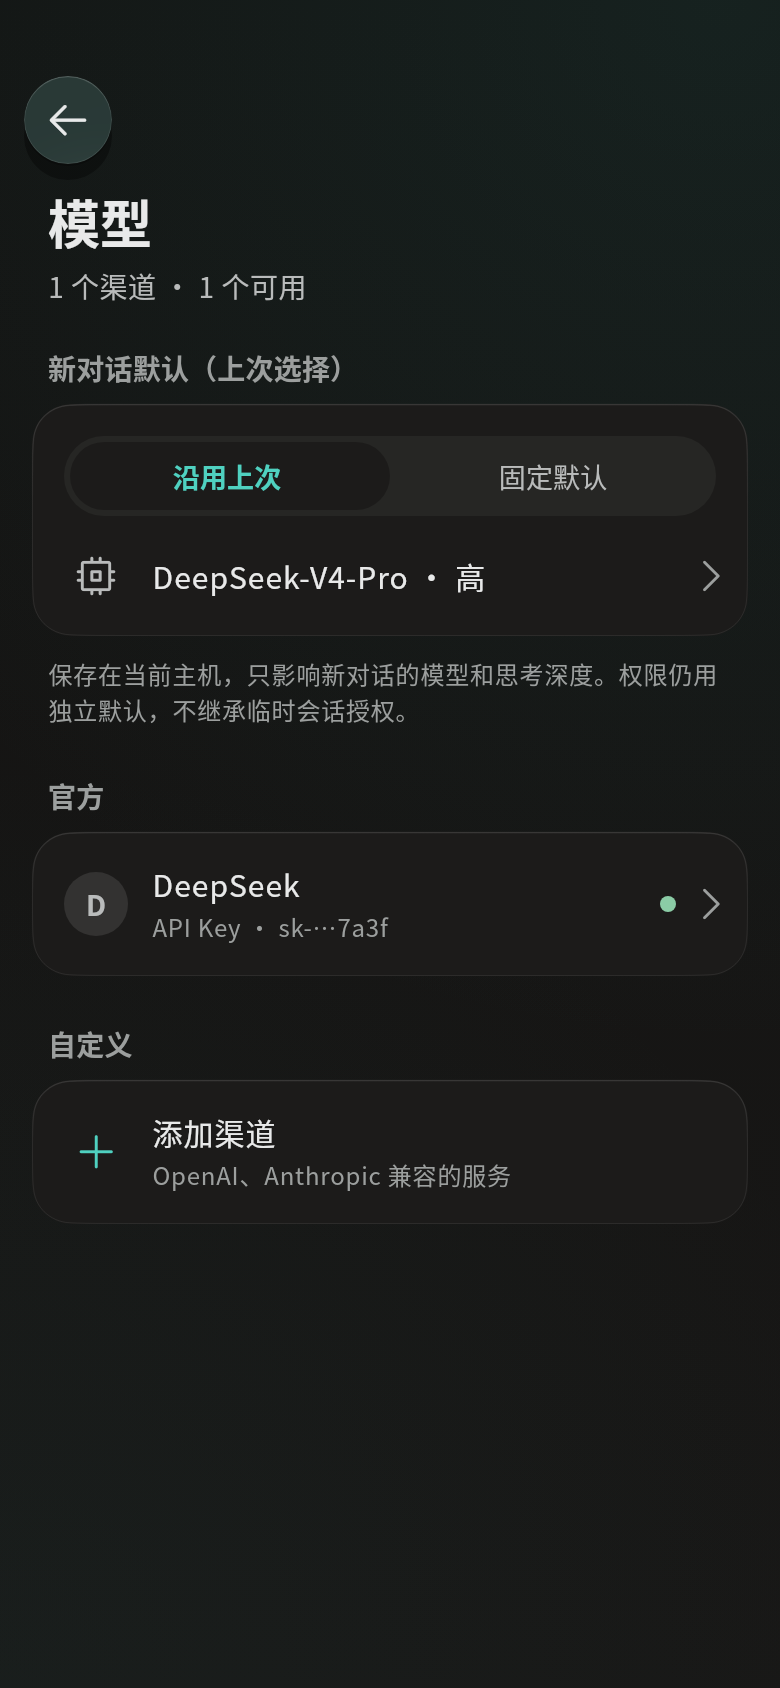 模型
1 个渠道 · 1 个可用
新对话默认（上次选择）
沿用上次
固定默认
DeepSeek-V4-Pro · 高
保存在当前主机，只影响新对话的模型和思考深度。权限仍用
独立默认，不继承临时会话授权。
官方
D
DeepSeek
API Key · sk-···7a3f
自定义
添加渠道
OpenAI、Anthropic 兼容的服务